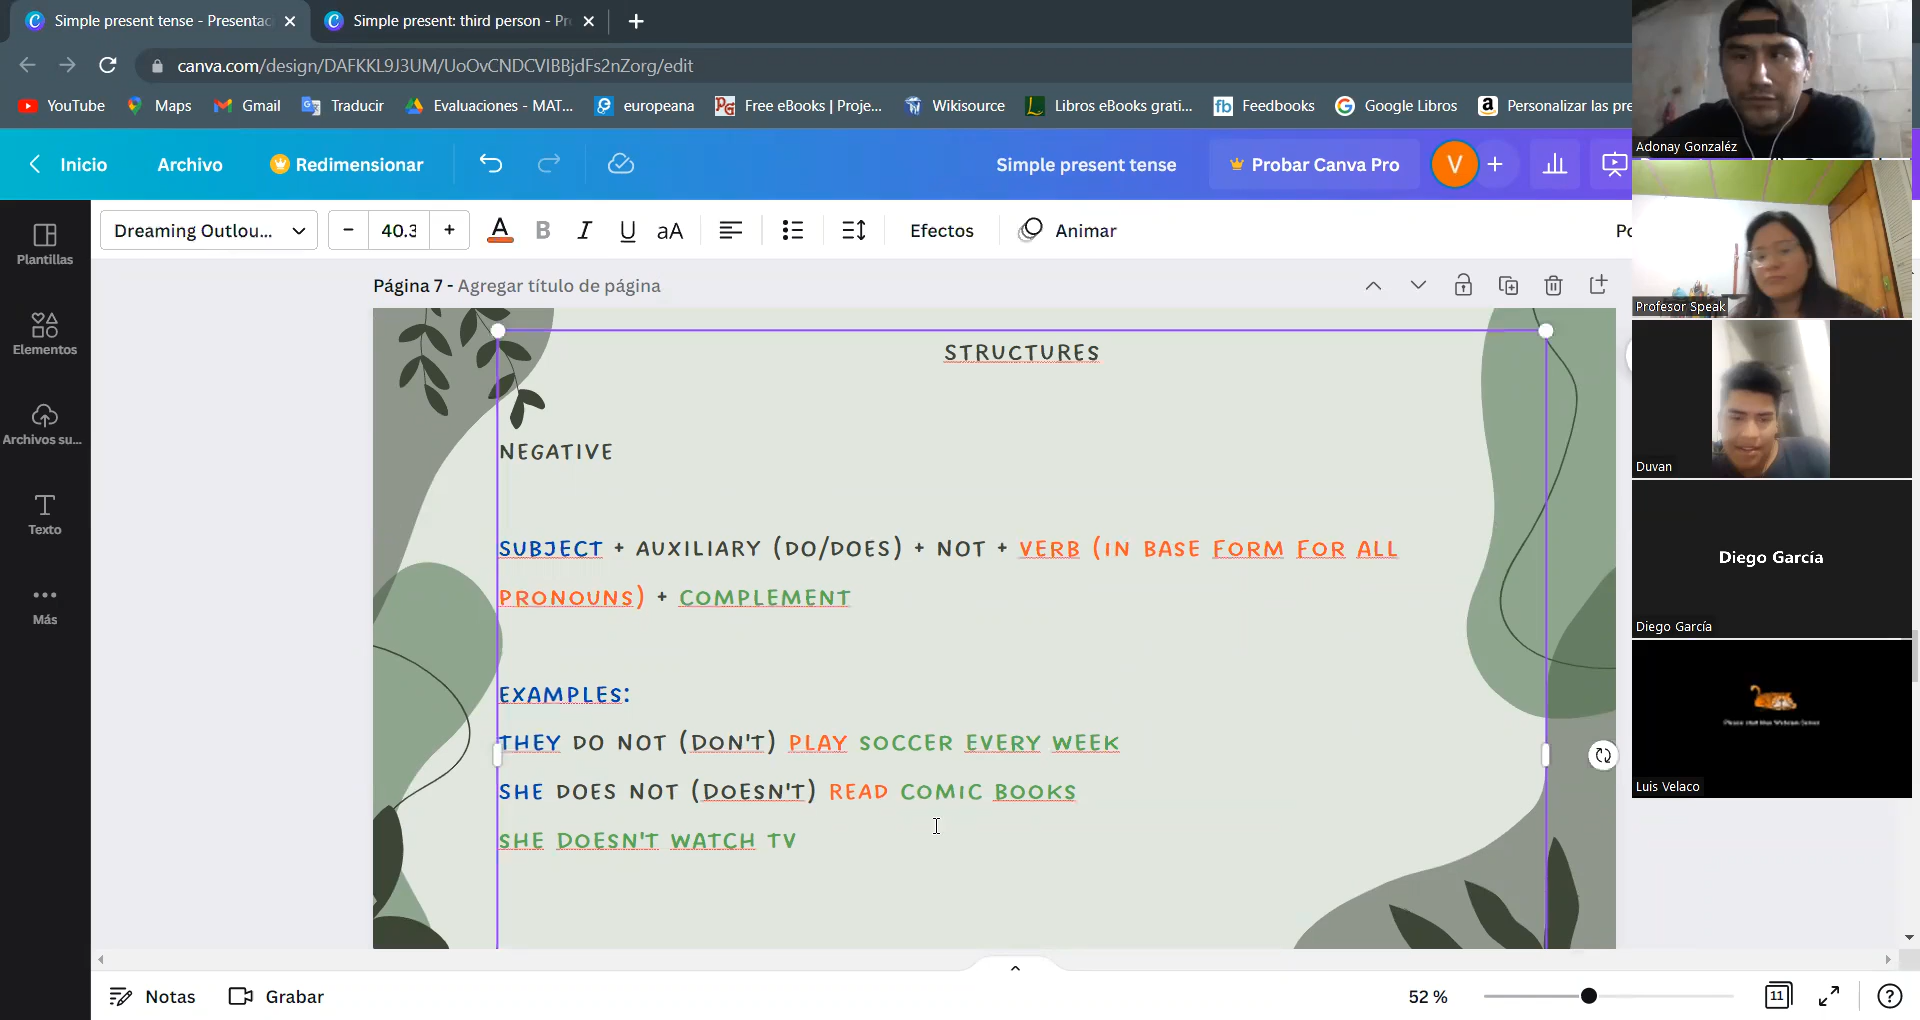 Simple present tense - Presentac
Simple present: third person - Pr
canva.com/design/DAFKKL9J3UM/UoOvCNDCVIBBjdFs2nZorg/edit
YouTube
Maps
Gmail
Traducir
Evaluaciones - MAT...
europeana
Free eBooks | Proje...
Wikisource
Libros eBooks grati...
Feedbooks
Google Libros
Personalizar las pre
Inicio
Archivo
Redimensionar
Simple present tense
Probar Canva Pro
V
Dreaming Outlou...
40.3
A
B
I
U
aA
Efectos
Animar
Po
Plantillas
Elementos
Archivos su...
Texto
Más
Página 7 - Agregar título de página
STRUCTURES
NEGATIVE
SUBJECT + AUXILIARY (DO/DOES) + NOT + VERB (IN BASE FORM FOR ALL
PRONOUNS) + COMPLEMENT
EXAMPLES:
THEY DO NOT (DON'T) PLAY SOCCER EVERY WEEK
SHE DOES NOT (DOESN'T) READ COMIC BOOKS
SHE DOESN'T WATCH TV
Adonay Gonzaléz
Profesor Speak
Duvan
Diego García
Diego García
Luis Velaco
Notas
Grabar
52 %
11